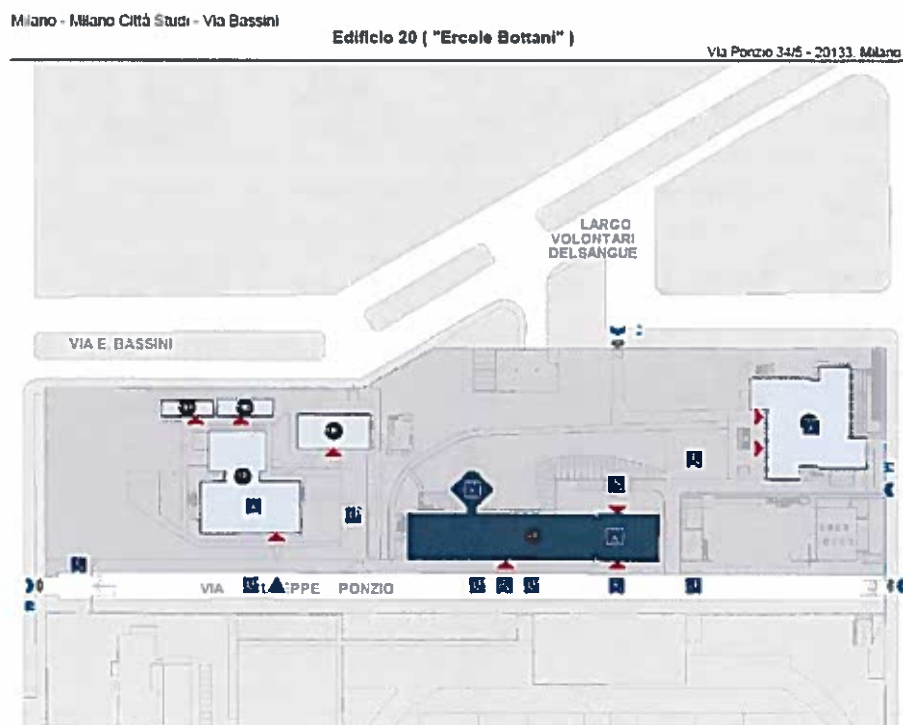 Milano - Milano Città Studi - Via Bassini
Edificio 20 ( "Ercole Bottani" )
Via Ponzio 34/5 - 20133, Milano
LARGO
VOLONTARI
DELSANGUE
VIA E. BASSINI
VIA PPE PONZIO